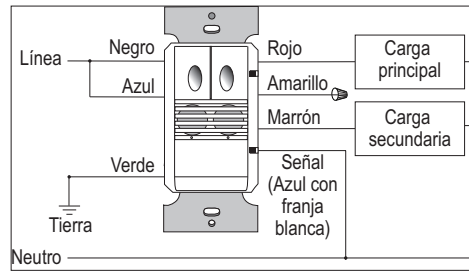 Línea
Negro
Azul
Verde
Tierra
Neutro
Rojo
Amarillo
Marrón
Señal
(Azul con
franja
blanca)
Carga
principal
Carga
secundaria